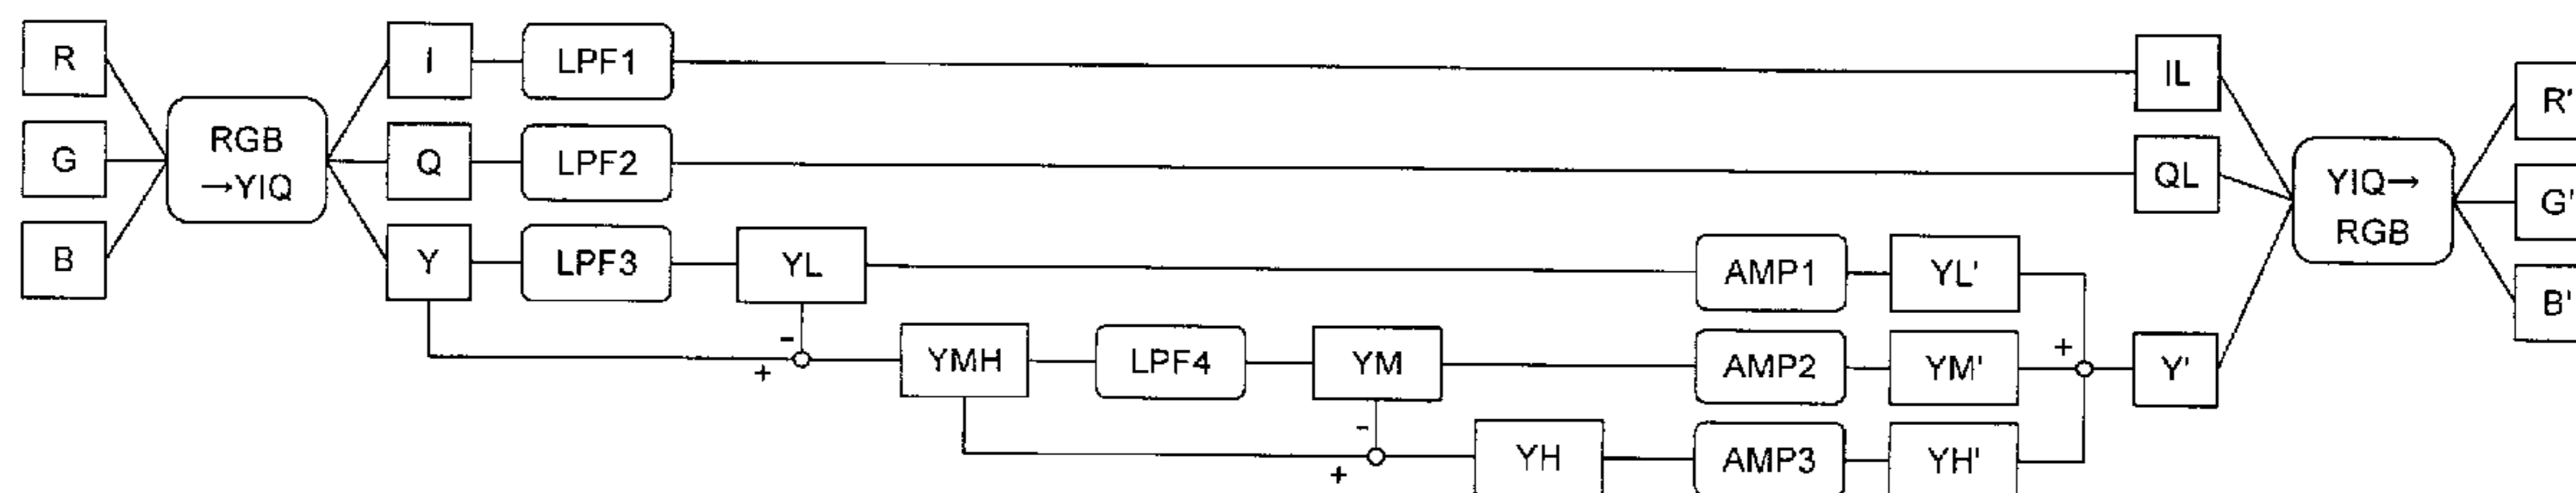 R
G
B
RGB
→YIQ
I
Q
Y
LPF1
LPF2
LPF3
YL
-
+
YMH
LPF4
YM
-
+
YH
AMP1
AMP2
AMP3
YL'
YM'
YH'
+
Y'
IL
QL
YIQ→
RGB
R'
G'
B'